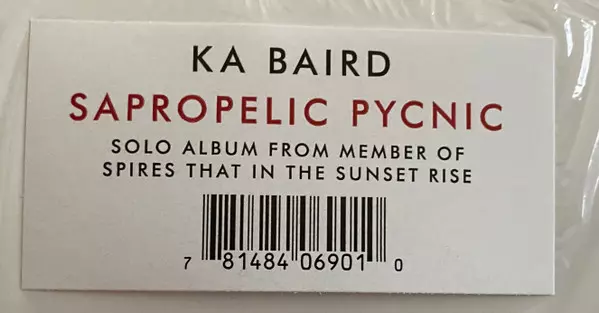 KA BAIRD
SAPROPELIC PYCNIC
SOLO ALBUM FROM MEMBER OF
SPIRES THAT IN THE SUNSET RISE
7 81484 06901 0